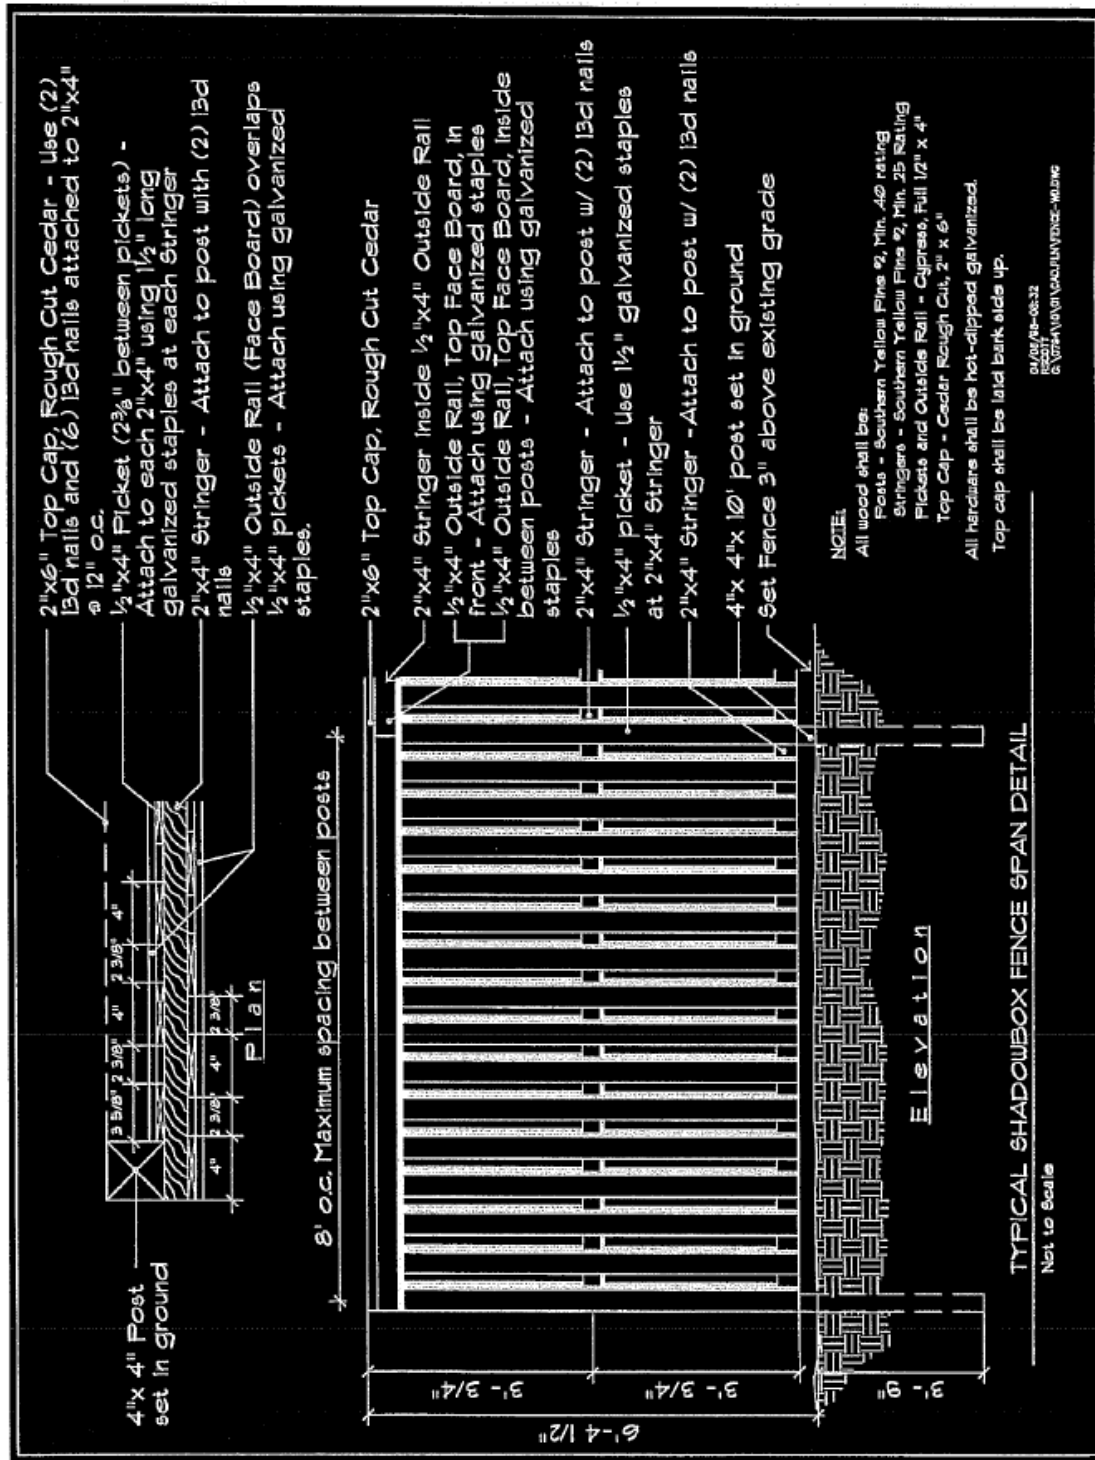 2"x6" Top Cap, Rough Cut Cedar - Use (2)
13d nails and (6) 13d nails attached to 2"x4"
@ 12" o.c.
½"x4" Picket (2⅜" between pickets) -
Attach to each 2"x4" using 1½" long
galvanized staples at each Stringer
2"x4" Stringer - Attach to post with (2) 13d
nails
½"x4" Outside Rail (Face Board) overlaps
½"x4" pickets - Attach using galvanized
staples.
4"x 4" Post
set in ground
3 5/8" 2 3/8" 4" 2 3/8" 4"
4" 2 3/8" 4" 2 3/8"
Plan
8' o.c. Maximum spacing between posts
2"x6" Top Cap, Rough Cut Cedar
2"x4" Stringer Inside ½"x4" Outside Rail
½"x4" Outside Rail, Top Face Board, in
front - Attach using galvanized staples
½"x4" Outside Rail, Top Face Board, Inside
between posts - Attach using galvanized
staples
2"x4" Stringer - Attach to post w/ (2) 13d nails
½"x4" picket - Use 1½" galvanized staples
at 2"x4" Stringer
2"x4" Stringer -Attach to post w/ (2) 13d nails
4"x 4"x 10' post set in ground
Set Fence 3" above existing grade
3'- 3/4"
3'- 3/4"
6'-4 1/2"
3'- 9"
Elevation
NOTE:
All wood shall be:
Posts - Southern Yellow Pine #2, Min. .40 rating
Stringers - Southern Yellow Pine #2, Min. .25 Rating
Pickets and Outside Rail - Cypress, Full 1/2" x 4"
Top Cap - Cedar Rough Cut, 2" x 6"
All hardware shall be hot-dipped galvanized.
Top cap shall be laid bark side up.
TYPICAL SHADOWBOX FENCE SPAN DETAIL
Not to Scale